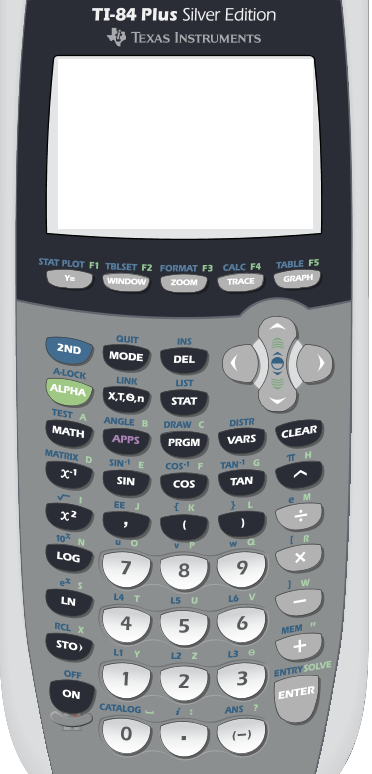 TI-84 Plus Silver Edition
TEXAS INSTRUMENTS
STAT PLOT F1 TBLSET F2 FORMAT F3 CALC F4 TABLE F5
Y= WINDOW ZOOM TRACE GRAPH
QUIT INS
2ND MODE DEL
A-LOCK LINK LIST
ALPHA X,T,Θ,n STAT
TEST A ANGLE B DRAW C DISTR
MATH APPS PRGM VARS CLEAR
MATRIX D SIN⁻¹ E COS⁻¹ F TAN⁻¹ G π H
X⁻¹ SIN COS TAN ^
√ I EE J { K } L e M
X² , ( ) ÷
10ˣ N u O v P w Q [ R
LOG 7 8 9 ×
eˣ S L4 T L5 U L6 V ] W
LN 4 5 6 −
RCL X L1 Y L2 Z L3 θ MEM "
STO› 1 2 3 +
OFF CATALOG ⎵ i : ANS ? ENTRY SOLVE
ON 0 . (−) ENTER